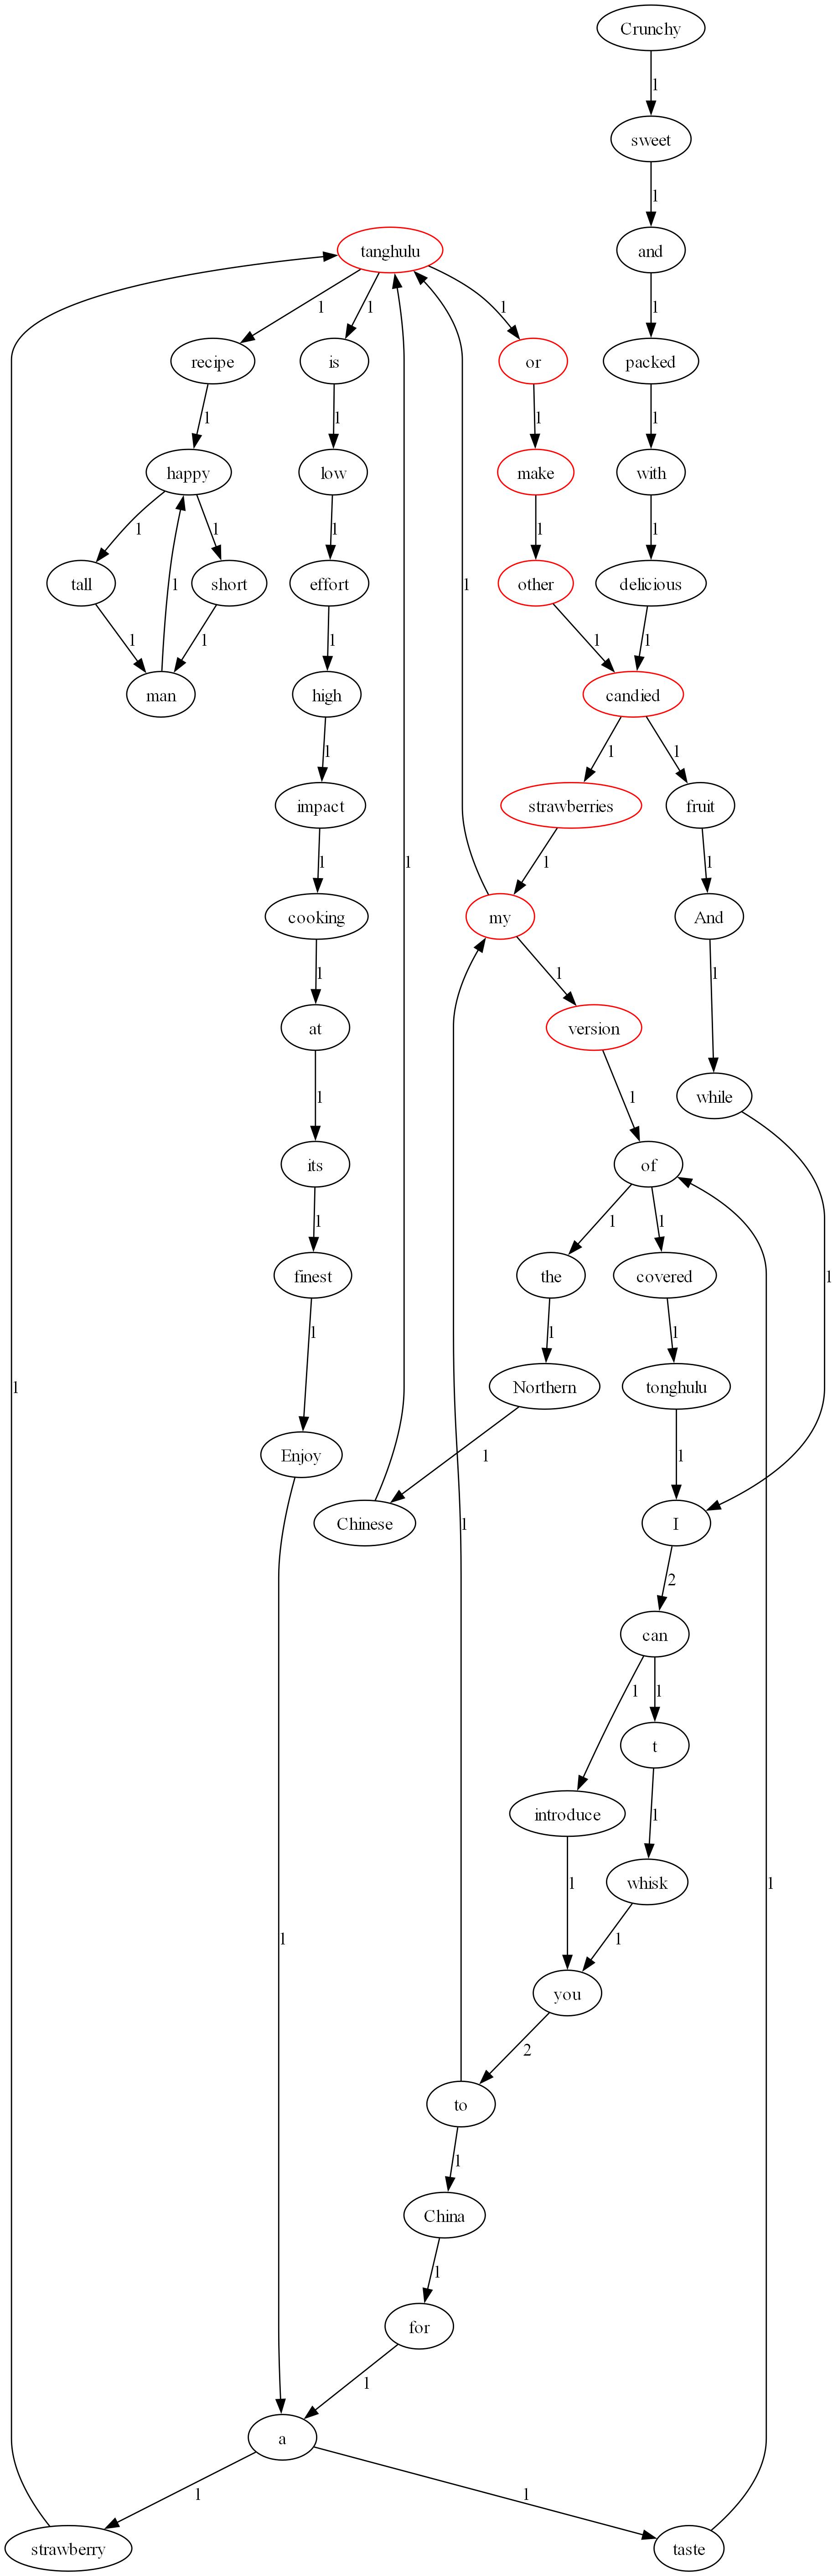 Crunchy
1
sweet
1
and
1
tanghulu
packed
1
1
1
1
recipe
is
or
with
1
1
1
1
happy
low
make
delicious
1
1
1
1
1
1
tall
short
effort
other
candied
1
1
1
1
1
1
man
high
strawberries
fruit
1
1
1
impact
my
And
1
1
1
1
cooking
version
while
1
1
at
of
1
1
1
1
its
the
covered
1
1
1
finest
Northern
tonghulu
1
1
1
1
Enjoy
Chinese
I
1
2
can
1
1
t
introduce
1
whisk
1
1
1
1
you
2
to
1
China
1
for
1
a
1
1
strawberry
taste